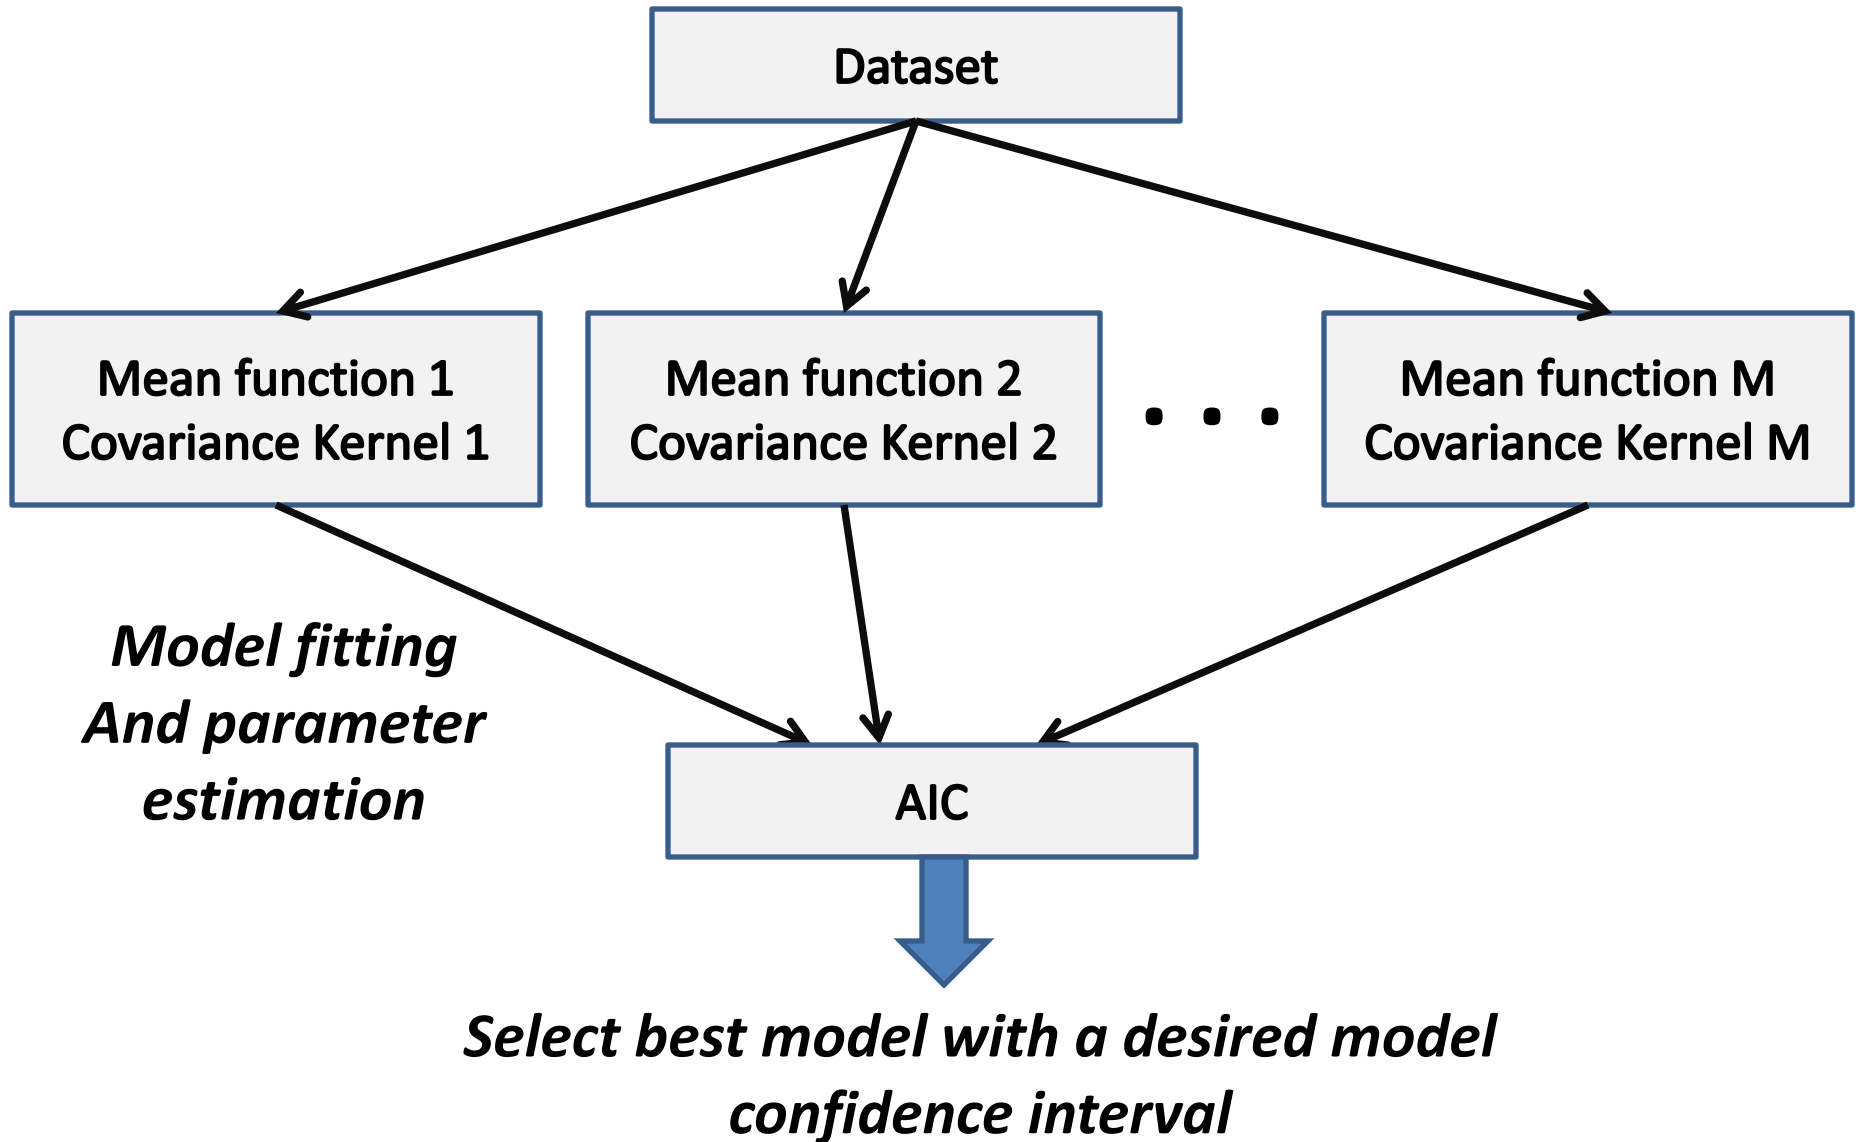 Dataset
Mean function 1
Covariance Kernel 1
Mean function 2
Covariance Kernel 2
. . .
Mean function M
Covariance Kernel M
Model fitting
And parameter
estimation
AIC
Select best model with a desired model
confidence interval